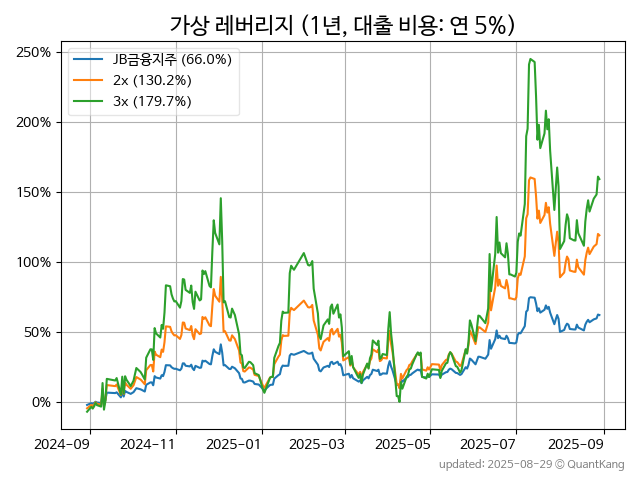 가상 레버리지 (1년, 대출 비용: 연 5%)
JB금융지주 (66.0%)
2x (130.2%)
3x (179.7%)
250%
200%
150%
100%
50%
0%
2024-09 2024-11 2025-01 2025-03 2025-05 2025-07 2025-09
updated: 2025-08-29 © QuantKang